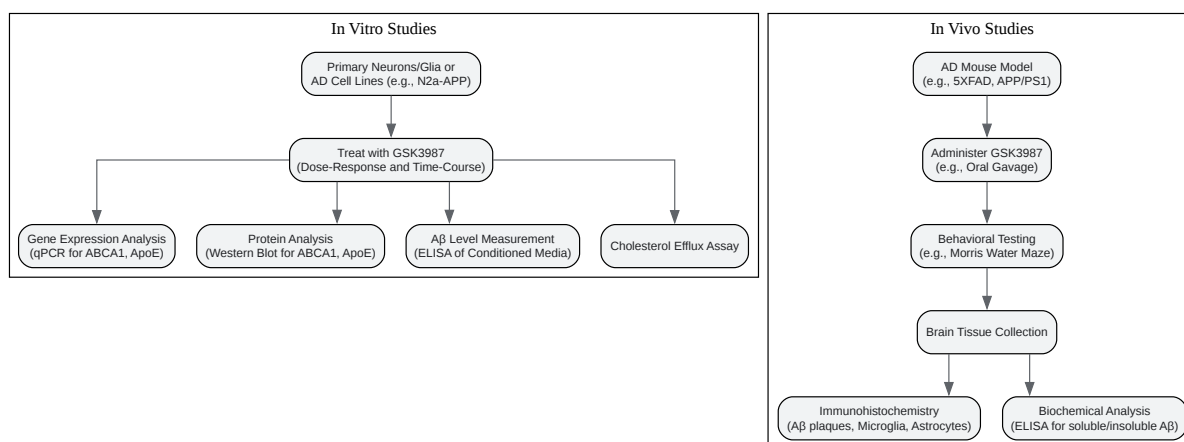 In Vitro Studies
Primary Neurons/Glia or
AD Cell Lines (e.g., N2a-APP)
Treat with GSK3987
(Dose-Response and Time-Course)
Gene Expression Analysis
(qPCR for ABCA1, ApoE)
Protein Analysis
(Western Blot for ABCA1, ApoE)
Aβ Level Measurement
(ELISA of Conditioned Media)
Cholesterol Efflux Assay
In Vivo Studies
AD Mouse Model
(e.g., 5XFAD, APP/PS1)
Administer GSK3987
(e.g., Oral Gavage)
Behavioral Testing
(e.g., Morris Water Maze)
Brain Tissue Collection
Immunohistochemistry
(Aβ plaques, Microglia, Astrocytes)
Biochemical Analysis
(ELISA for soluble/insoluble Aβ)